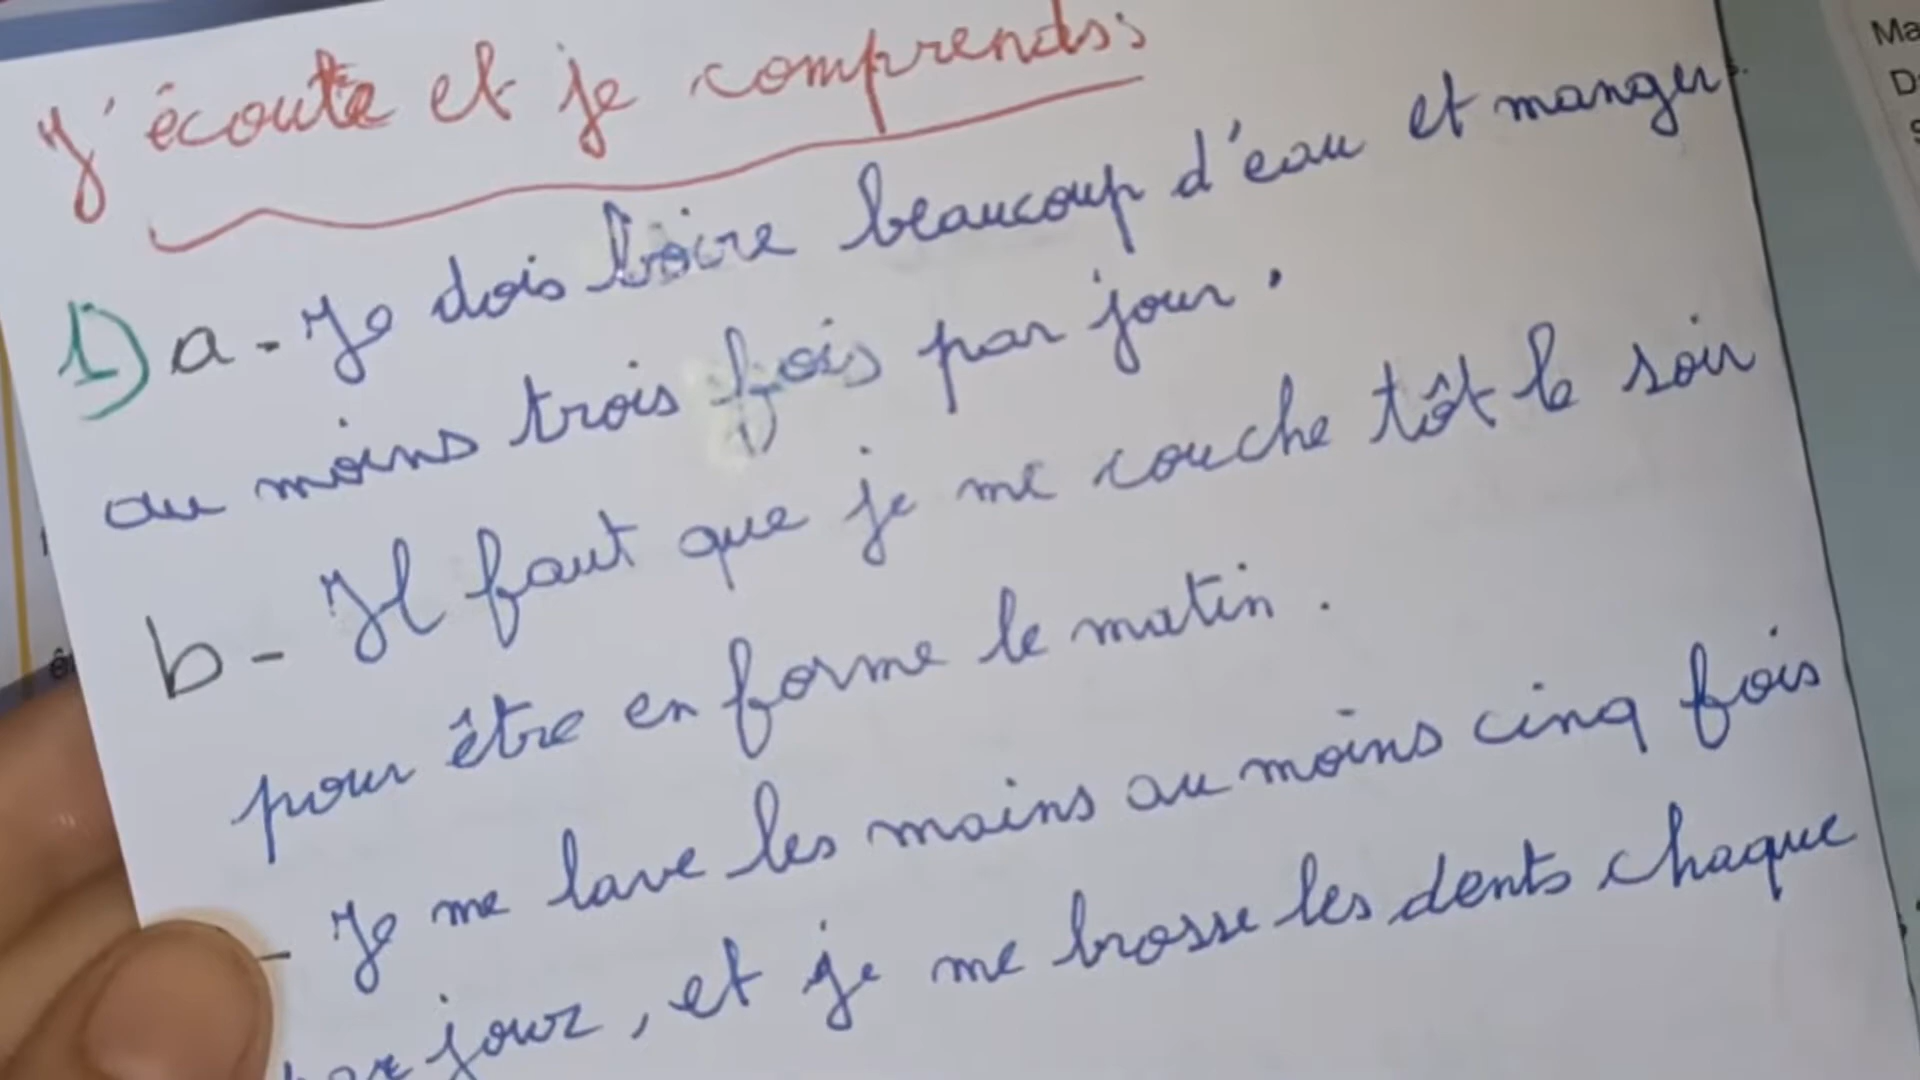 J'écoute et je comprends:
1) a - Je dois boire beaucoup d'eau et manger
au moins trois fois par jour.
b - Il faut que je me couche tôt le soir
pour être en forme le matin.
- Je me lave les mains au moins cinq fois
par jour, et je me brosse les dents chaque
Ma